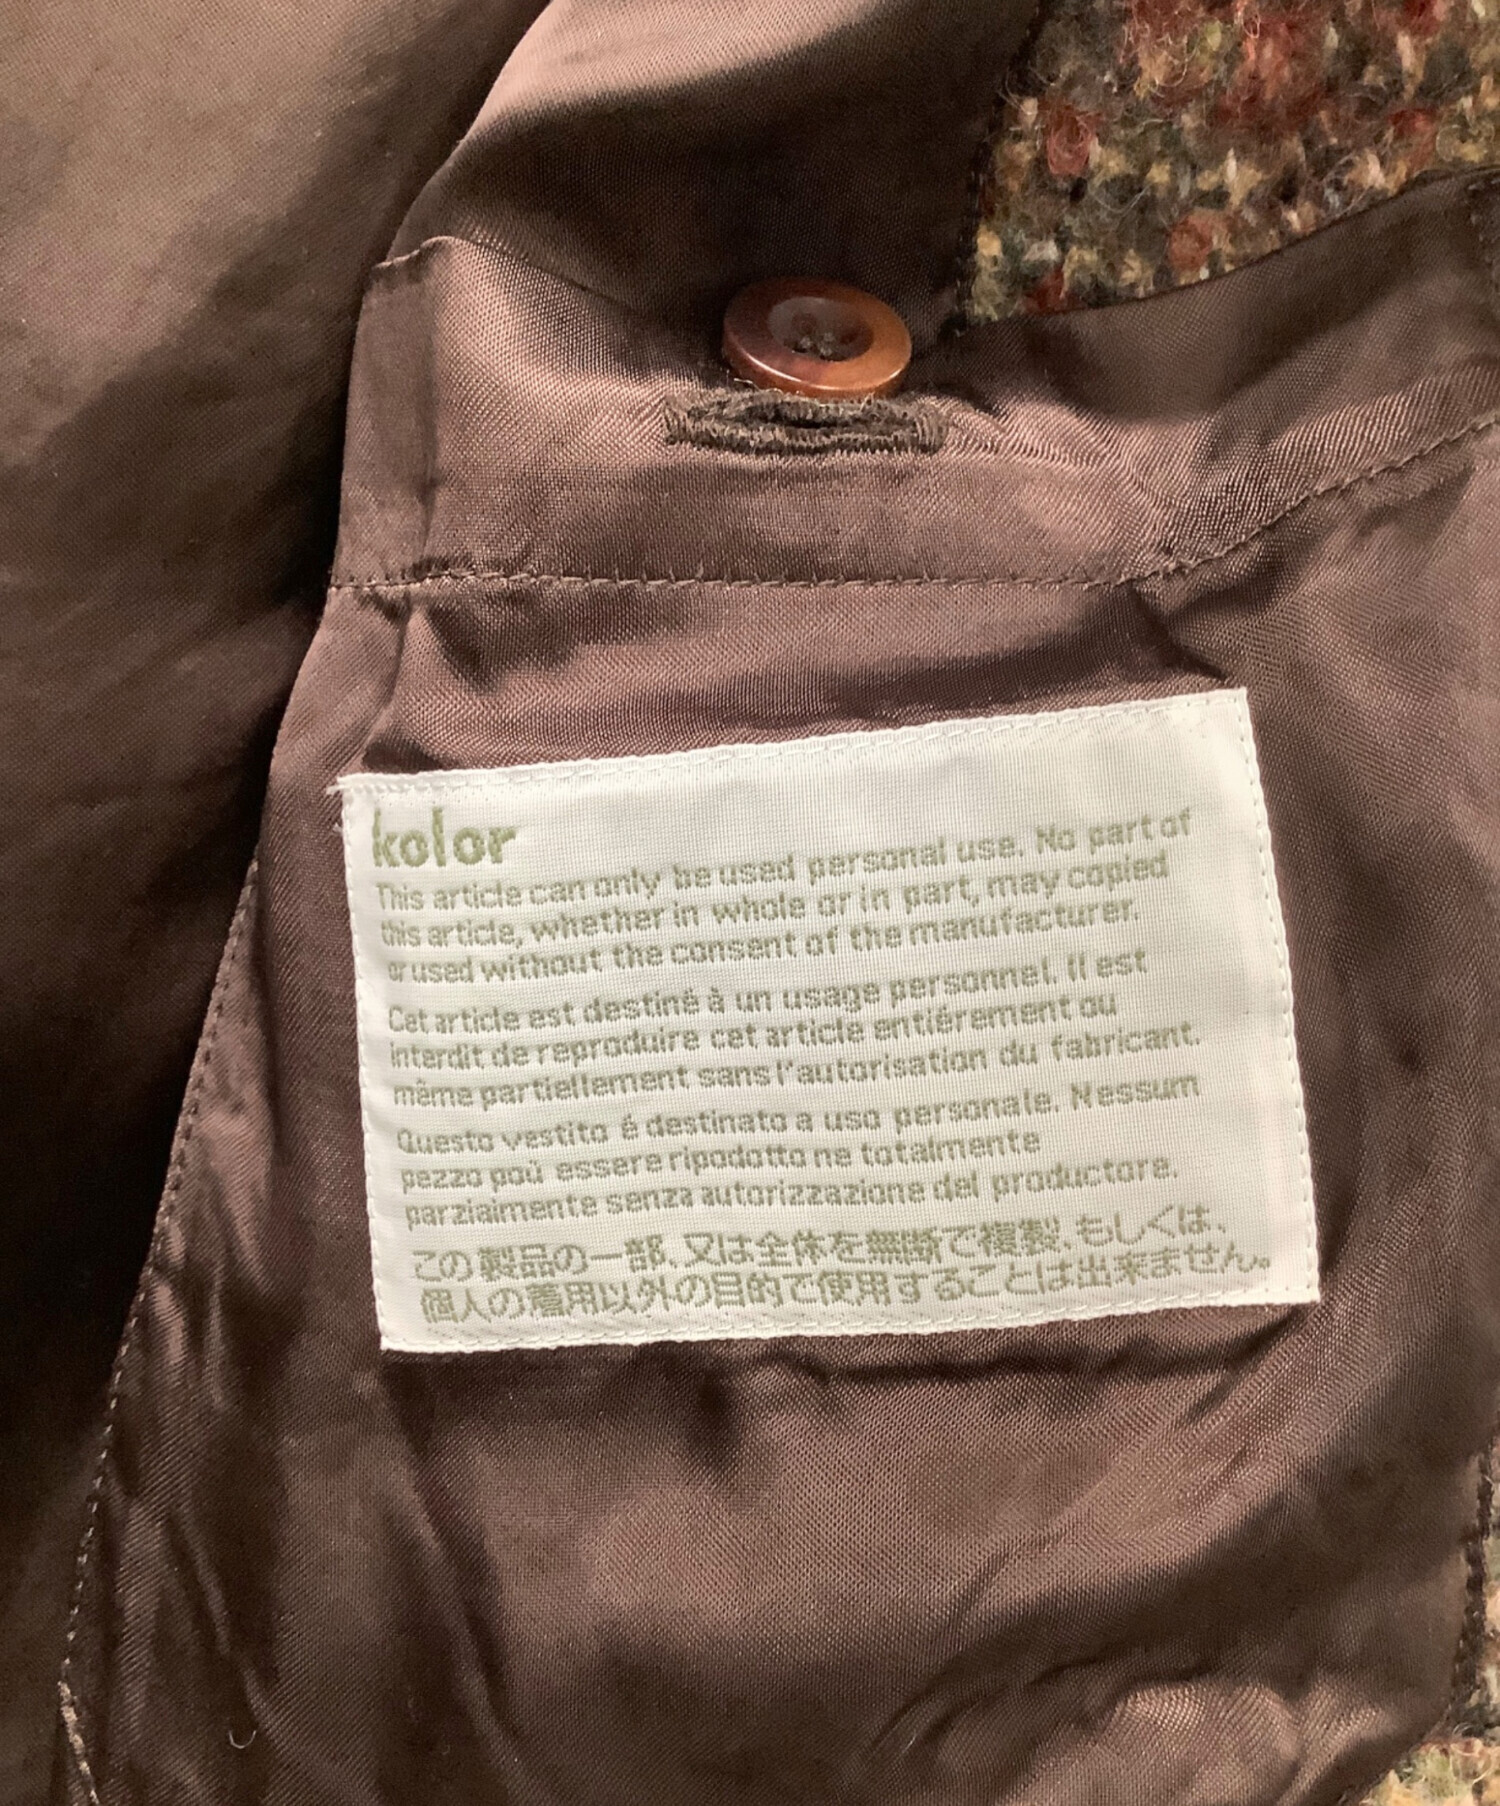 kolor
This article can only be used personal use. No part of
this article, whether in whole or in part, may copied
or used without the consent of the manufacturer.
Cet article est destiné à un usage personnel. Il est
interdit de reproduire cet article entiérement ou
même partiellement sans l'autorisation du fabricant.
Questo vestito é destinato a uso personale. Nessum
pezzo poù essere ripodotto ne totalmente
parziaimente senza autorizzazione del productore.
この製品の一部、又は全体を無断で複製、もしくは、
個人の着用以外の目的で使用することは出来ません。